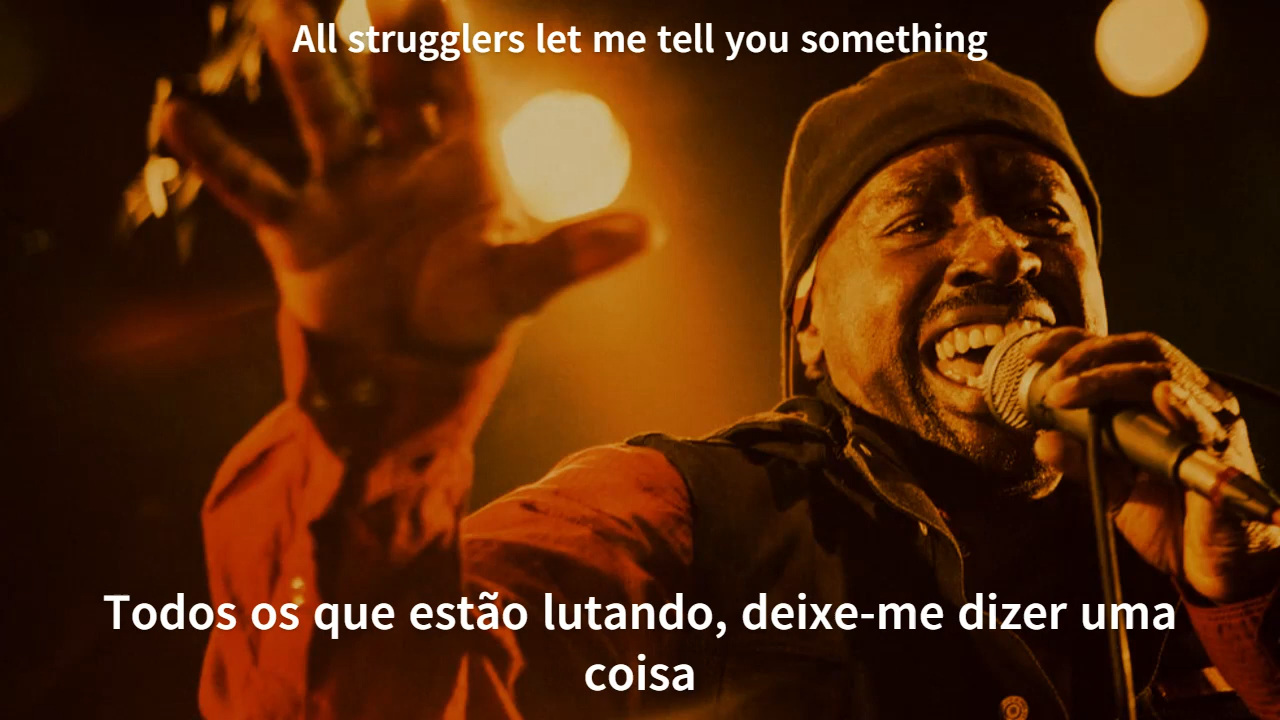 All strugglers let me tell you something
Todos os que estão lutando, deixe-me dizer uma
coisa